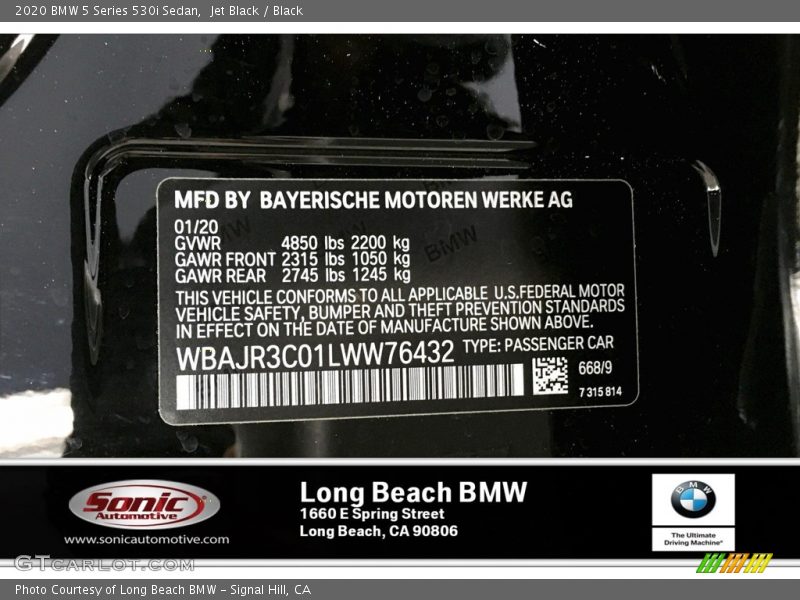 2020 BMW 5 Series 530i Sedan, Jet Black / Black
MFD BY BAYERISCHE MOTOREN WERKE AG
01/20
GVWR 4850 lbs 2200 kg
GAWR FRONT 2315 lbs 1050 kg
GAWR REAR 2745 lbs 1245 kg
THIS VEHICLE CONFORMS TO ALL APPLICABLE U.S.FEDERAL MOTOR
VEHICLE SAFETY, BUMPER AND THEFT PREVENTION STANDARDS
IN EFFECT ON THE DATE OF MANUFACTURE SHOWN ABOVE.
WBAJR3C01LWW76432 TYPE: PASSENGER CAR
668/9
7 315 814
Sonic
Automotive
www.sonicautomotive.com
Long Beach BMW
1660 E Spring Street
Long Beach, CA 90806
BMW
The Ultimate
Driving Machine®
GTcarlot.com
Photo Courtesy of Long Beach BMW - Signal Hill, CA